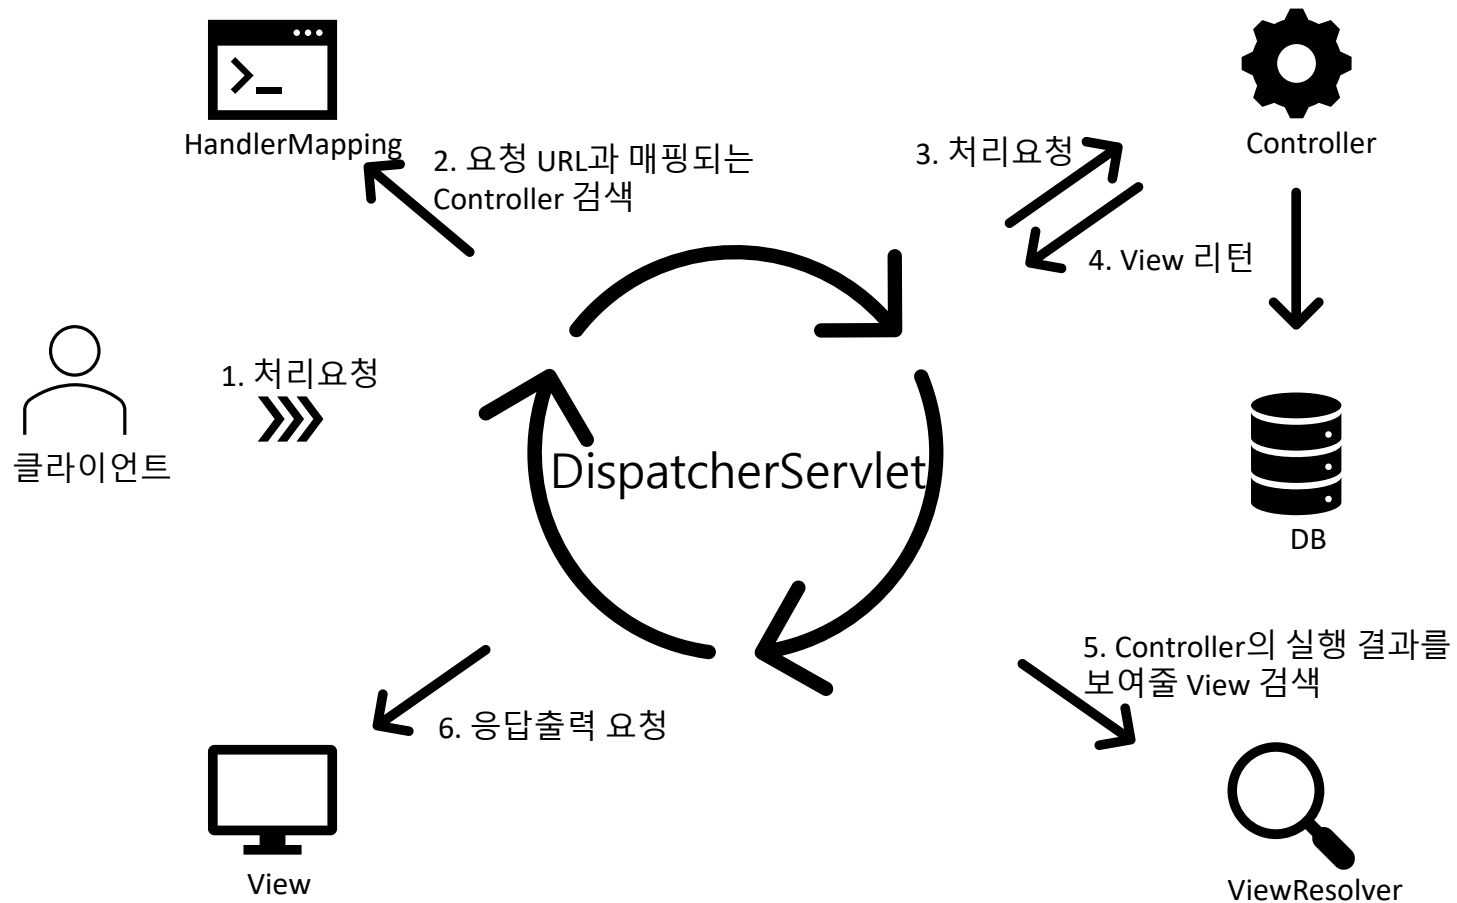 HandlerMapping
2. 요청 URL과 매핑되는
Controller 검색
3. 처리요청
Controller
4. View 리턴
1. 처리요청
클라이언트
DispatcherServlet
DB
5. Controller의 실행 결과를
보여줄 View 검색
6. 응답출력 요청
View
ViewResolver